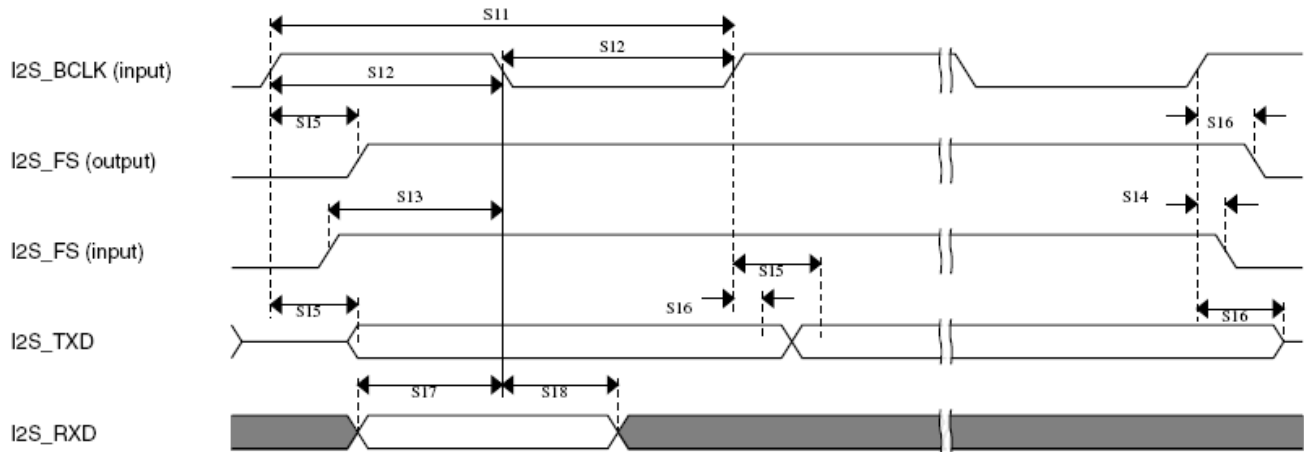 S11
S12
I2S_BCLK (input)
S12
S15
S16
I2S_FS (output)
S13
S14
I2S_FS (input)
S15
S15
S16
S16
I2S_TXD
S17
S18
I2S_RXD